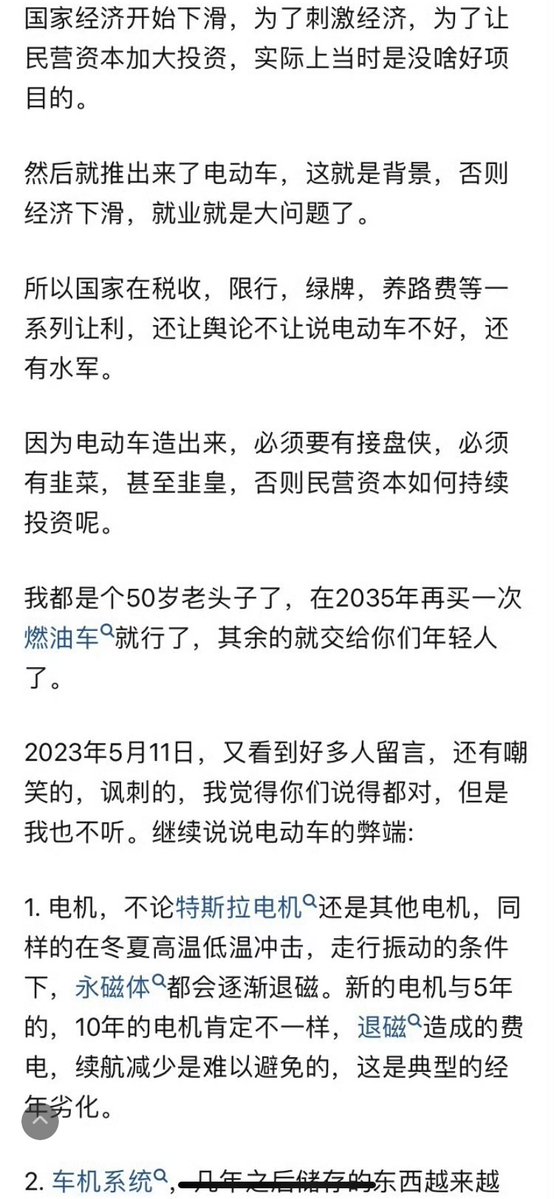 国家经济开始下滑，为了刺激经济，为了让
民营资本加大投资，实际上当时是没啥好项
目的。
然后就推出来了电动车，这就是背景，否则
经济下滑，就业就是大问题了。
所以国家在税收，限行，绿牌，养路费等一
系列让利，还让舆论不让说电动车不好，还
有水军。
因为电动车造出来，必须要有接盘侠，必须
有韭菜，甚至韭皇，否则民营资本如何持续
投资呢。
我都是个50岁老头子了，在2035年再买一次
燃油车就行了，其余的就交给你们年轻人
了。
2023年5月11日，又看到好多人留言，还有嘲
笑的，讽刺的，我觉得你们说得都对，但是
我也不听。继续说说电动车的弊端:
1. 电机，不论特斯拉电机还是其他电机，同
样的在冬夏高温低温冲击，走行振动的条件
下，永磁体都会逐渐退磁。新的电机与5年
的，10年的电机肯定不一样，退磁造成的费
电，续航减少是难以避免的，这是典型的经
年劣化。
2. 车机系统，几年之后储存的东西越来越